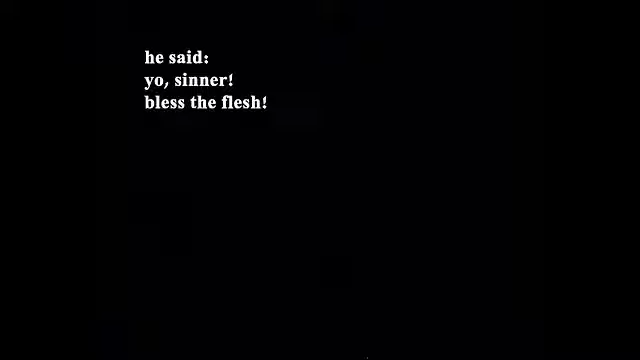 he said:
yo, sinner!
bless the flesh!